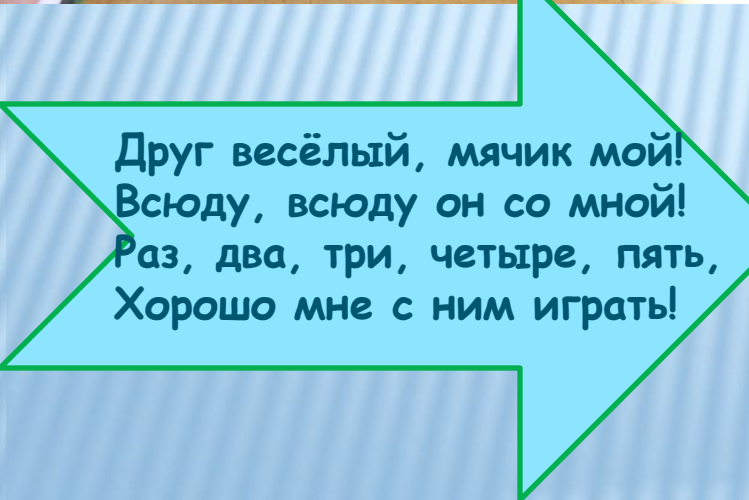 Друг весёлый, мячик мой!
Всюду, всюду он со мной!
Раз, два, три, четыре, пять,
Хорошо мне с ним играть!